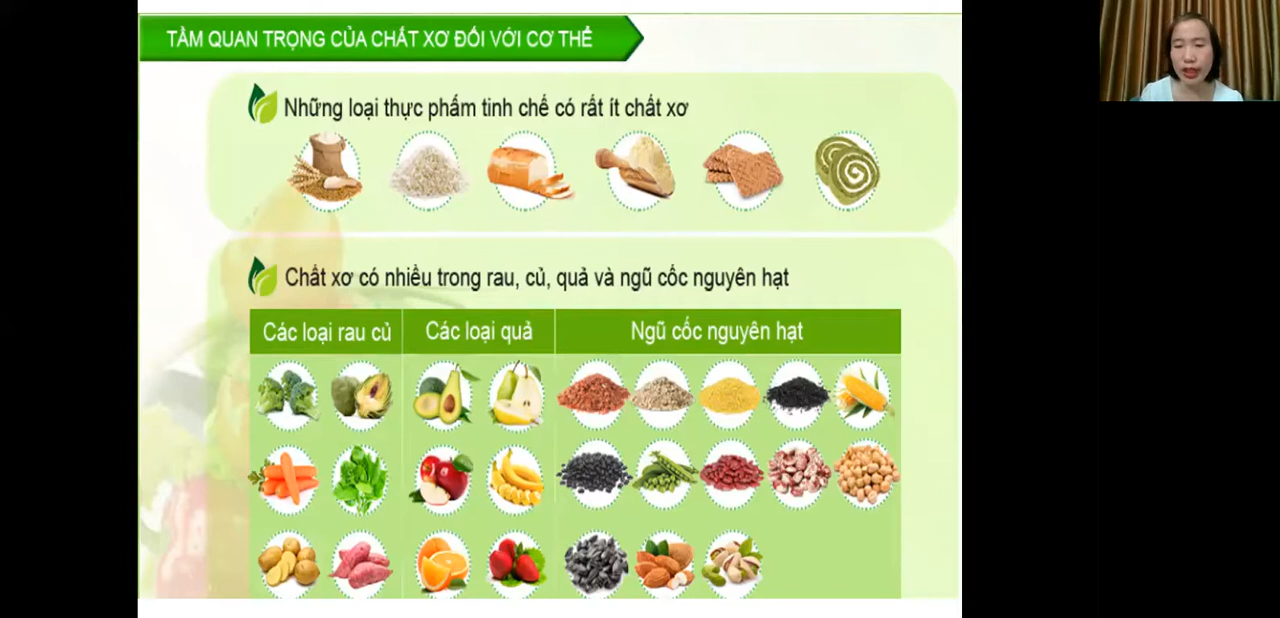 TẦM QUAN TRỌNG CỦA CHẤT XƠ ĐỐI VỚI CƠ THỂ
Những loại thực phẩm tinh chế có rất ít chất xơ
Chất xơ có nhiều trong rau, củ, quả và ngũ cốc nguyên hạt
Các loại rau củ
Các loại quả
Ngũ cốc nguyên hạt